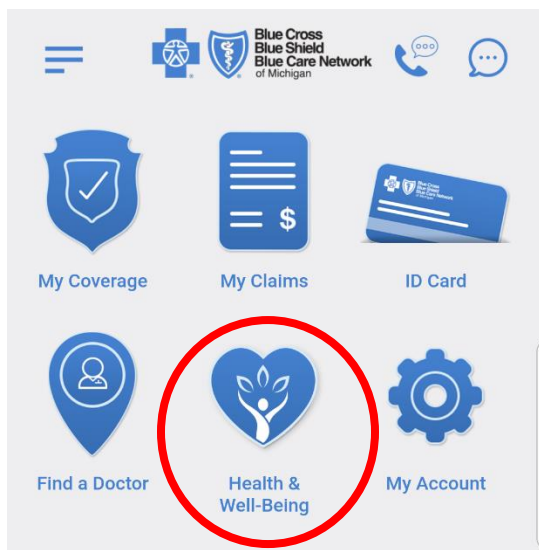 Blue Cross
Blue Shield
Blue Care Network
of Michigan
My Coverage
$
My Claims
ID Card
Find a Doctor
Health &
Well-Being
My Account